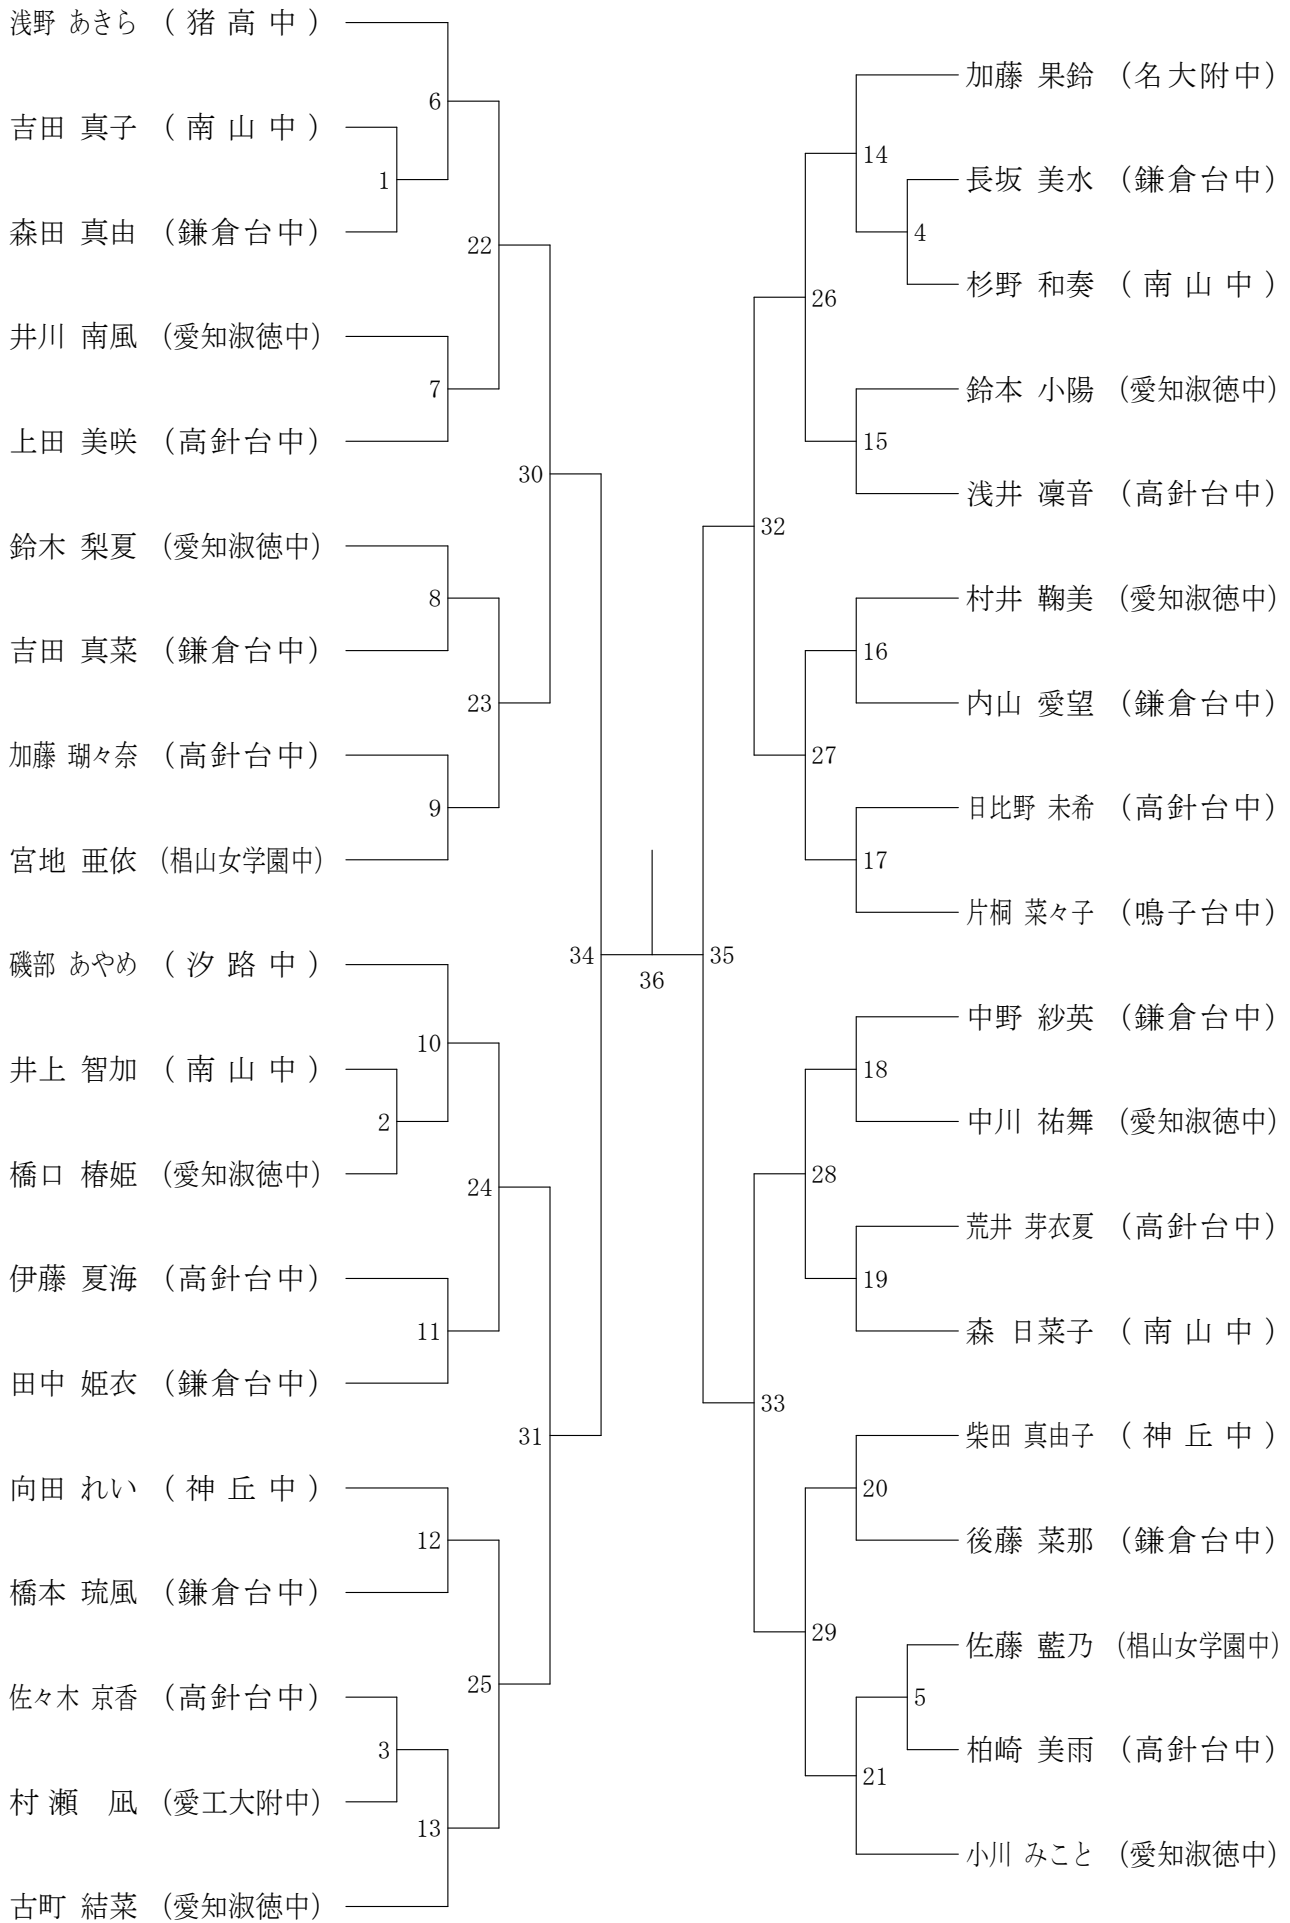 浅野 あきら （ 猪 高 中 ）
吉田 真子 （ 南 山 中 ）
森田 真由 （鎌倉台中）
井川 南風 （愛知淑徳中）
上田 美咲 （高針台中）
鈴木 梨夏 （愛知淑徳中）
吉田 真菜 （鎌倉台中）
加藤 瑚々奈 （高針台中）
宮地 亜依 （椙山女学園中）
磯部 あやめ （ 汐 路 中 ）
井上 智加 （ 南 山 中 ）
橋口 椿姫 （愛知淑徳中）
伊藤 夏海 （高針台中）
田中 姫衣 （鎌倉台中）
向田 れい （ 神 丘 中 ）
橋本 琉風 （鎌倉台中）
佐々木 京香 （高針台中）
村瀬 凪 （愛工大附中）
古町 結菜 （愛知淑徳中）
1
2
3
6
7
8
9
10
11
12
13
22
23
24
25
30
31
34
36
35
32
33
26
27
28
29
14
15
16
17
18
19
20
21
4
5
加藤 果鈴 （名大附中）
長坂 美水 （鎌倉台中）
杉野 和奏 （ 南 山 中 ）
鈴本 小陽 （愛知淑徳中）
浅井 凜音 （高針台中）
村井 鞠美 （愛知淑徳中）
内山 愛望 （鎌倉台中）
日比野 未希 （高針台中）
片桐 菜々子 （鳴子台中）
中野 紗英 （鎌倉台中）
中川 祐舞 （愛知淑徳中）
荒井 芽衣夏 （高針台中）
森 日菜子 （ 南 山 中 ）
柴田 真由子 （ 神 丘 中 ）
後藤 菜那 （鎌倉台中）
佐藤 藍乃 （椙山女学園中）
柏崎 美雨 （高針台中）
小川 みこと （愛知淑徳中）